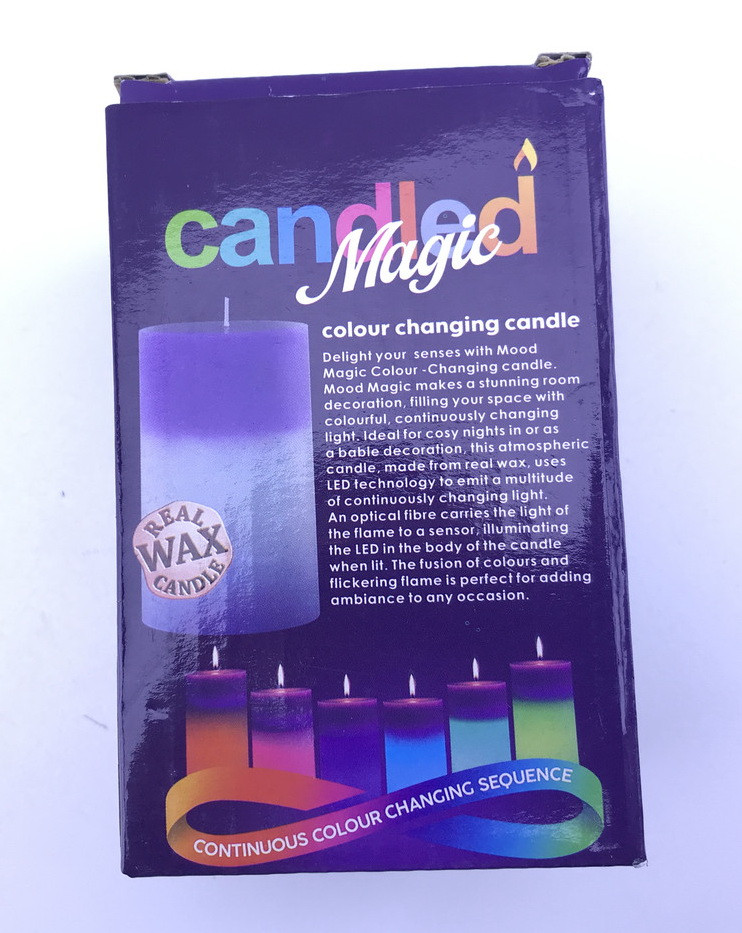 candled
Magic
colour changing candle
Delight your senses with Mood
Magic Colour -Changing candle.
Mood Magic makes a stunning room
decoration, filling your space with
colourful, continuously changing
light. Ideal for cosy nights in or as
a bable decoration, this atmospheric
candle, made from real wax, uses
LED technology to emit a multitude
of continuously changing light.
An optical fibre carries the light of
the flame to a sensor, illuminating
the LED in the body of the candle
when lit. The fusion of colours and
flickering flame is perfect for adding
ambiance to any occasion.
REAL
WAX
CANDLE
CONTINUOUS COLOUR CHANGING SEQUENCE